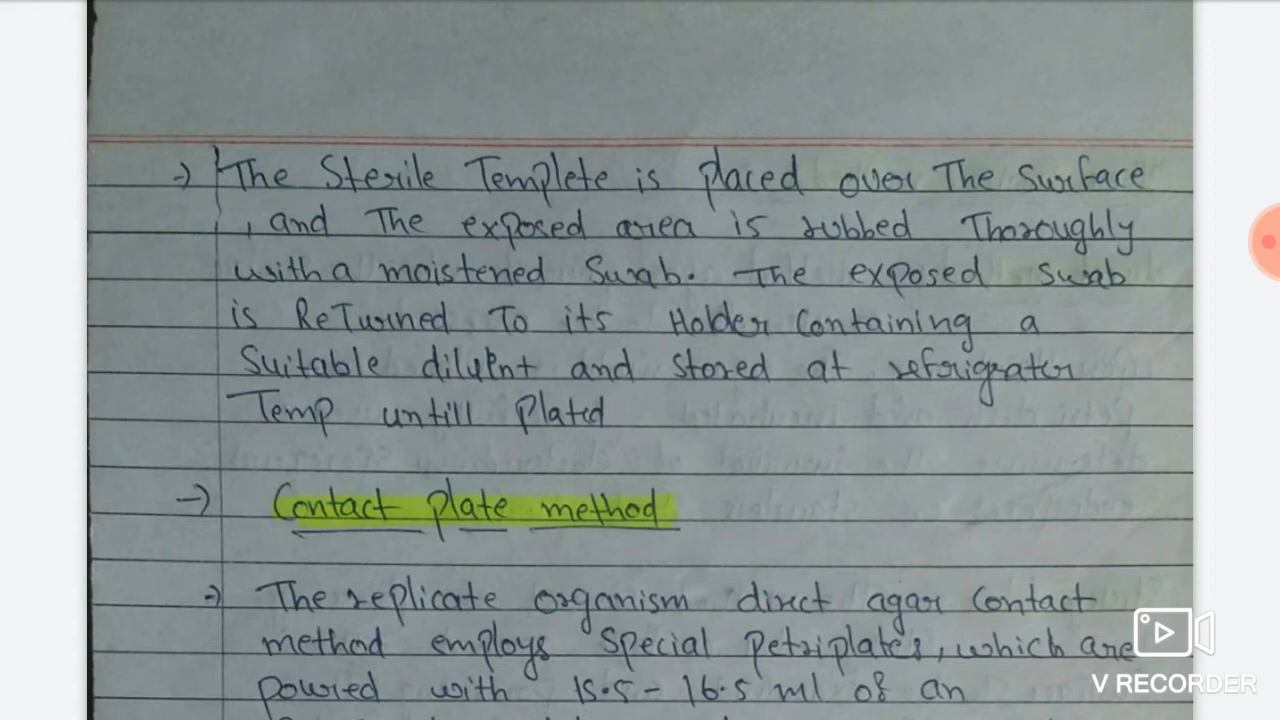 → The Sterile Templete is placed over The Surface
, and The exposed area is rubbed Thoroughly
with a moistened Swab. The exposed swab
is ReTurned To its Holder Containing a
Suitable diluent and stored at refrigrater
Temp untill Plated
→ Contact plate method
→ The replicate organism direct agar Contact
method employs Special Petriplates, which are
poured with 15.5 - 16.5 ml of an
V RECORDER